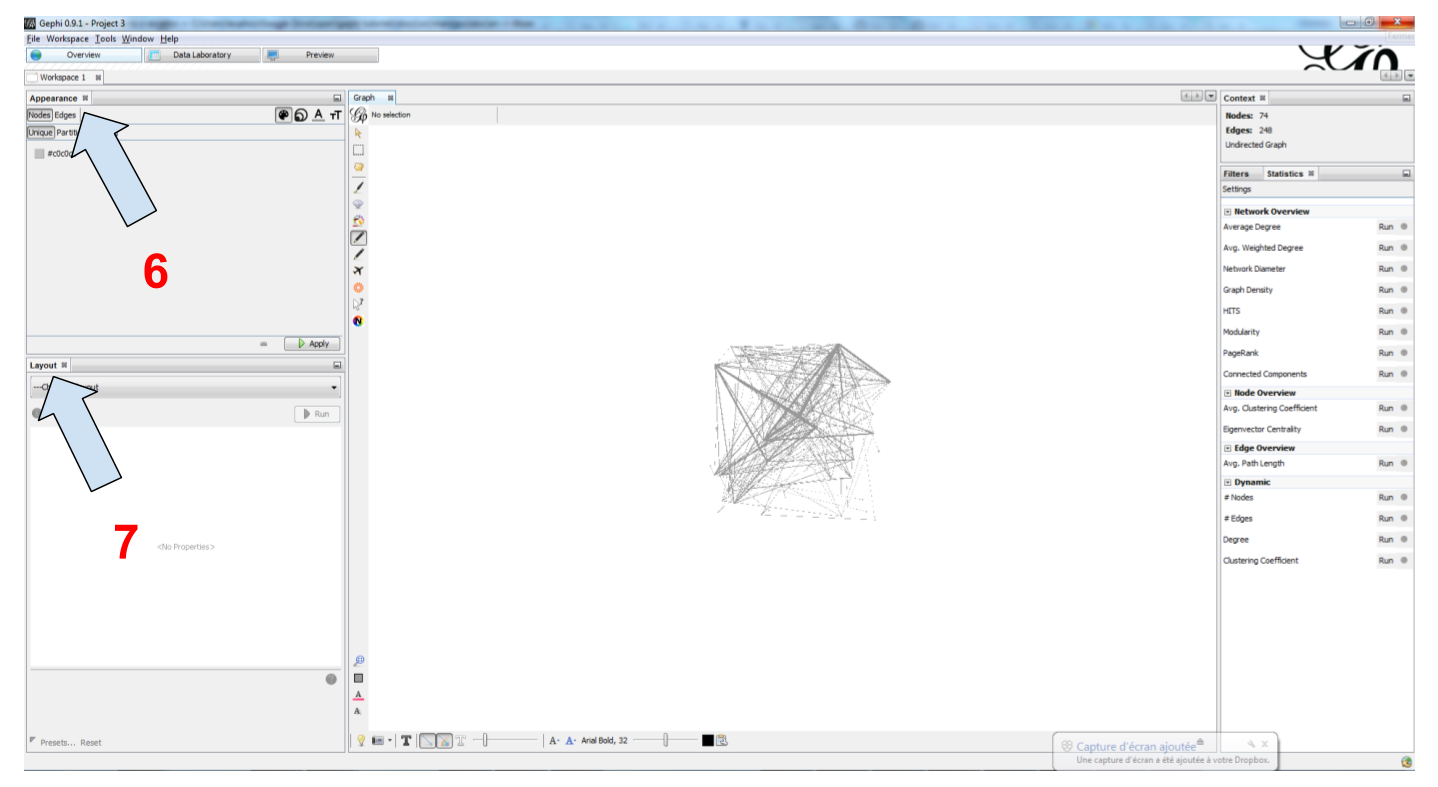 Gephi 0.9.1 - Project 3
File Workspace Tools Window Help
Overview Data Laboratory Preview
Workspace 1
Appearance
Nodes Edges
Unique
6
Apply
Layout
Run
7
<No Properties>
Presets... Reset
Graph
No selection
A- A- Arial Bold, 32
Context
Nodes: 74
Edges: 248
Undirected Graph
Filters Statistics
Settings
Network Overview
Average Degree Run
Avg. Weighted Degree Run
Network Diameter Run
Graph Density Run
HITS Run
Modularity Run
PageRank Run
Connected Components Run
Node Overview
Avg. Clustering Coefficient Run
Eigenvector Centrality Run
Edge Overview
Avg. Path Length Run
Dynamic
# Nodes Run
# Edges Run
Degree Run
Clustering Coefficient Run
Capture d'écran ajoutée
Une capture d'écran a été ajoutée à votre Dropbox.